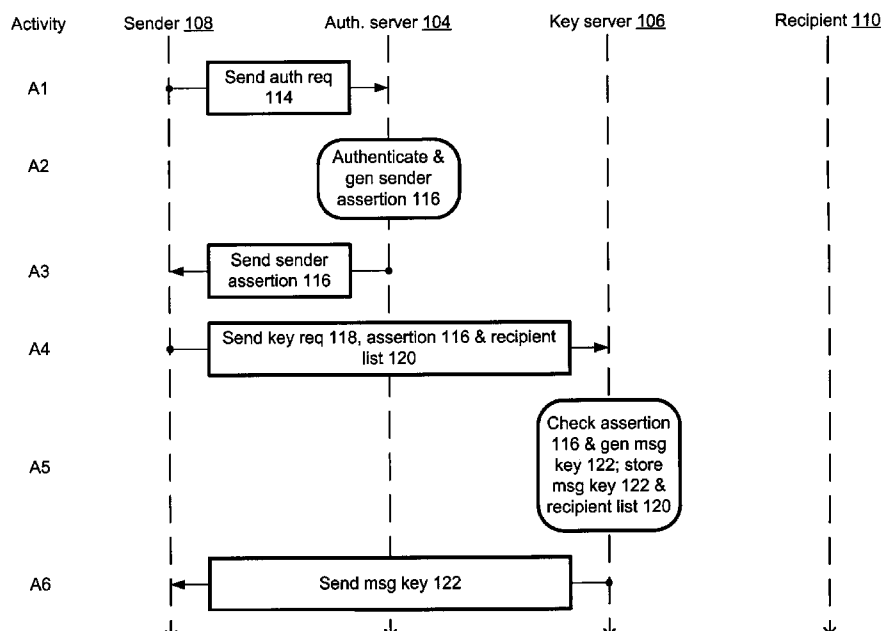 Activity Sender 108 Auth. server 104 Key server 106 Recipient 110
A1
Send auth req
114
A2
Authenticate &
gen sender
assertion 116
A3
Send sender
assertion 116
A4
Send key req 118, assertion 116 & recipient
list 120
A5
Check assertion
116 & gen msg
key 122; store
msg key 122 &
recipient list 120
A6
Send msg key 122